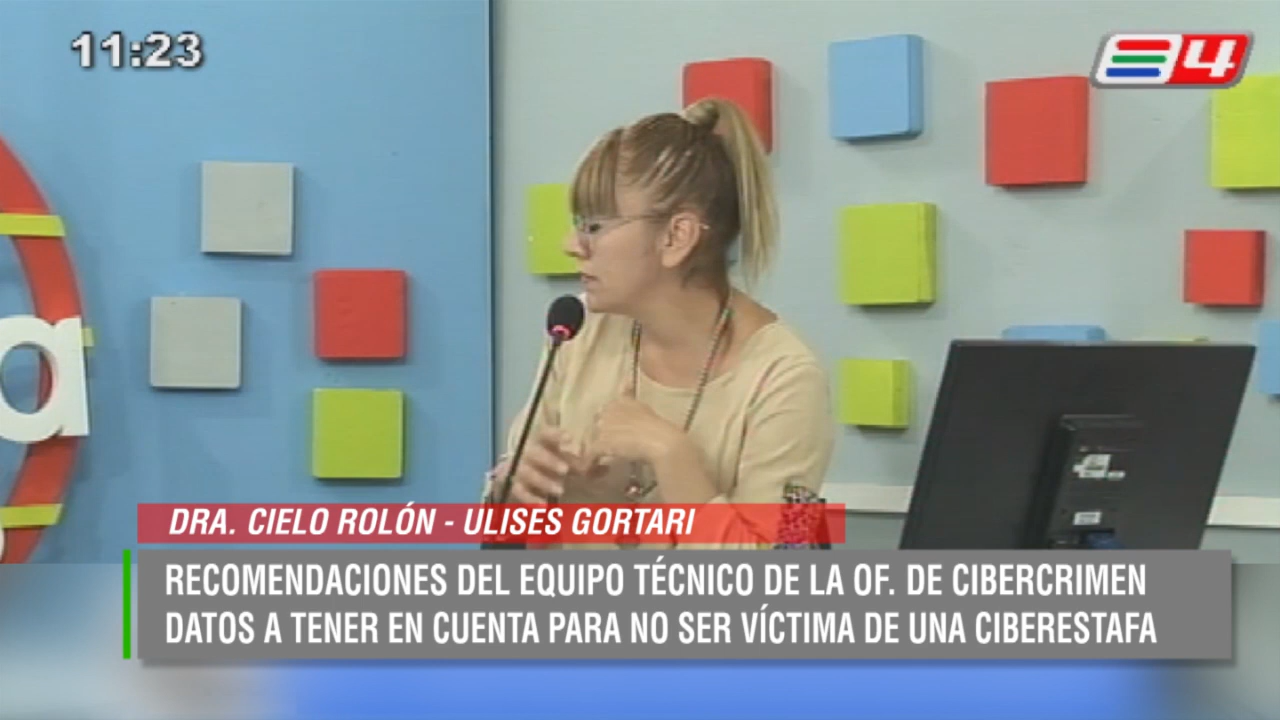 11:23
4
a
DRA. CIELO ROLÓN - ULISES GORTARI
RECOMENDACIONES DEL EQUIPO TÉCNICO DE LA OF. DE CIBERCRIMEN
DATOS A TENER EN CUENTA PARA NO SER VÍCTIMA DE UNA CIBERESTAFA